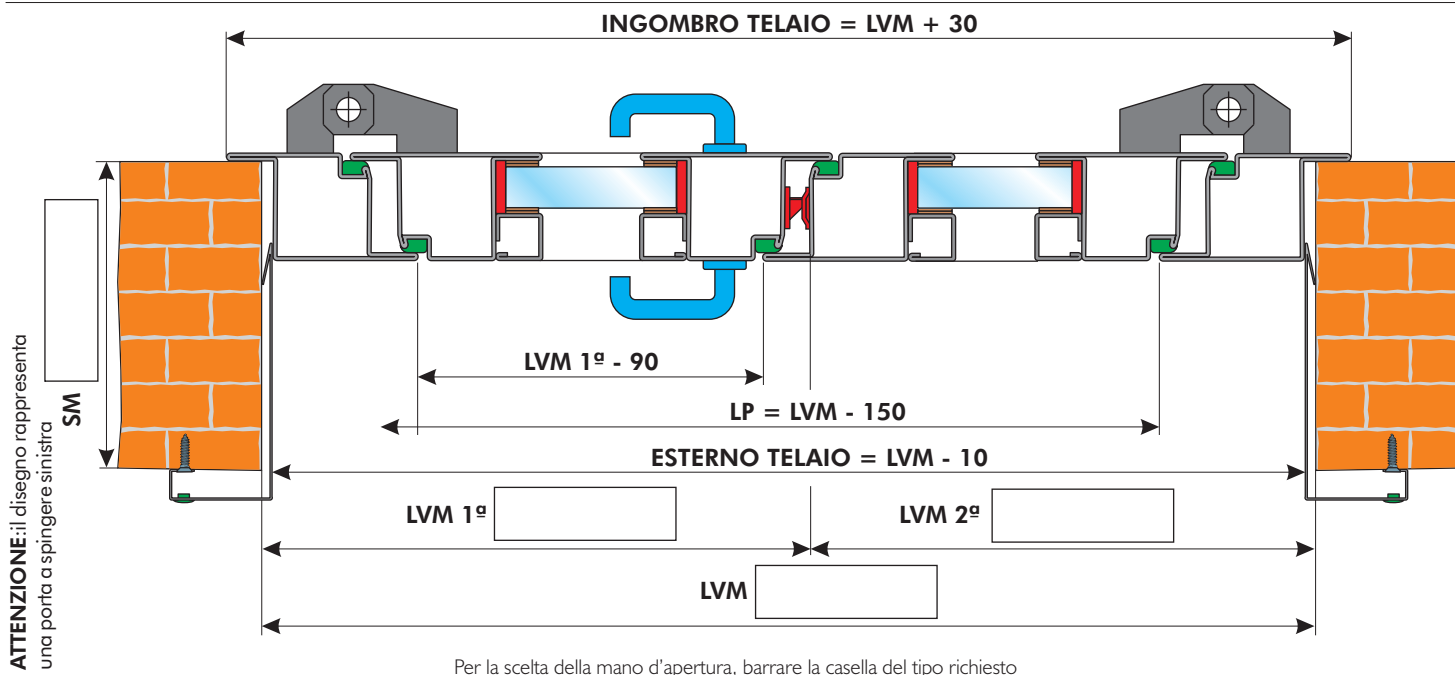 INGOMBRO TELAIO = LVM + 30
LVM 1ª - 90
LP = LVM - 150
ESTERNO TELAIO = LVM - 10
LVM 1ª
LVM 2ª
LVM
SM
ATTENZIONE:il disegno rappresenta
una porta a spingere sinistra
Per la scelta della mano d'apertura, barrare la casella del tipo richiesto